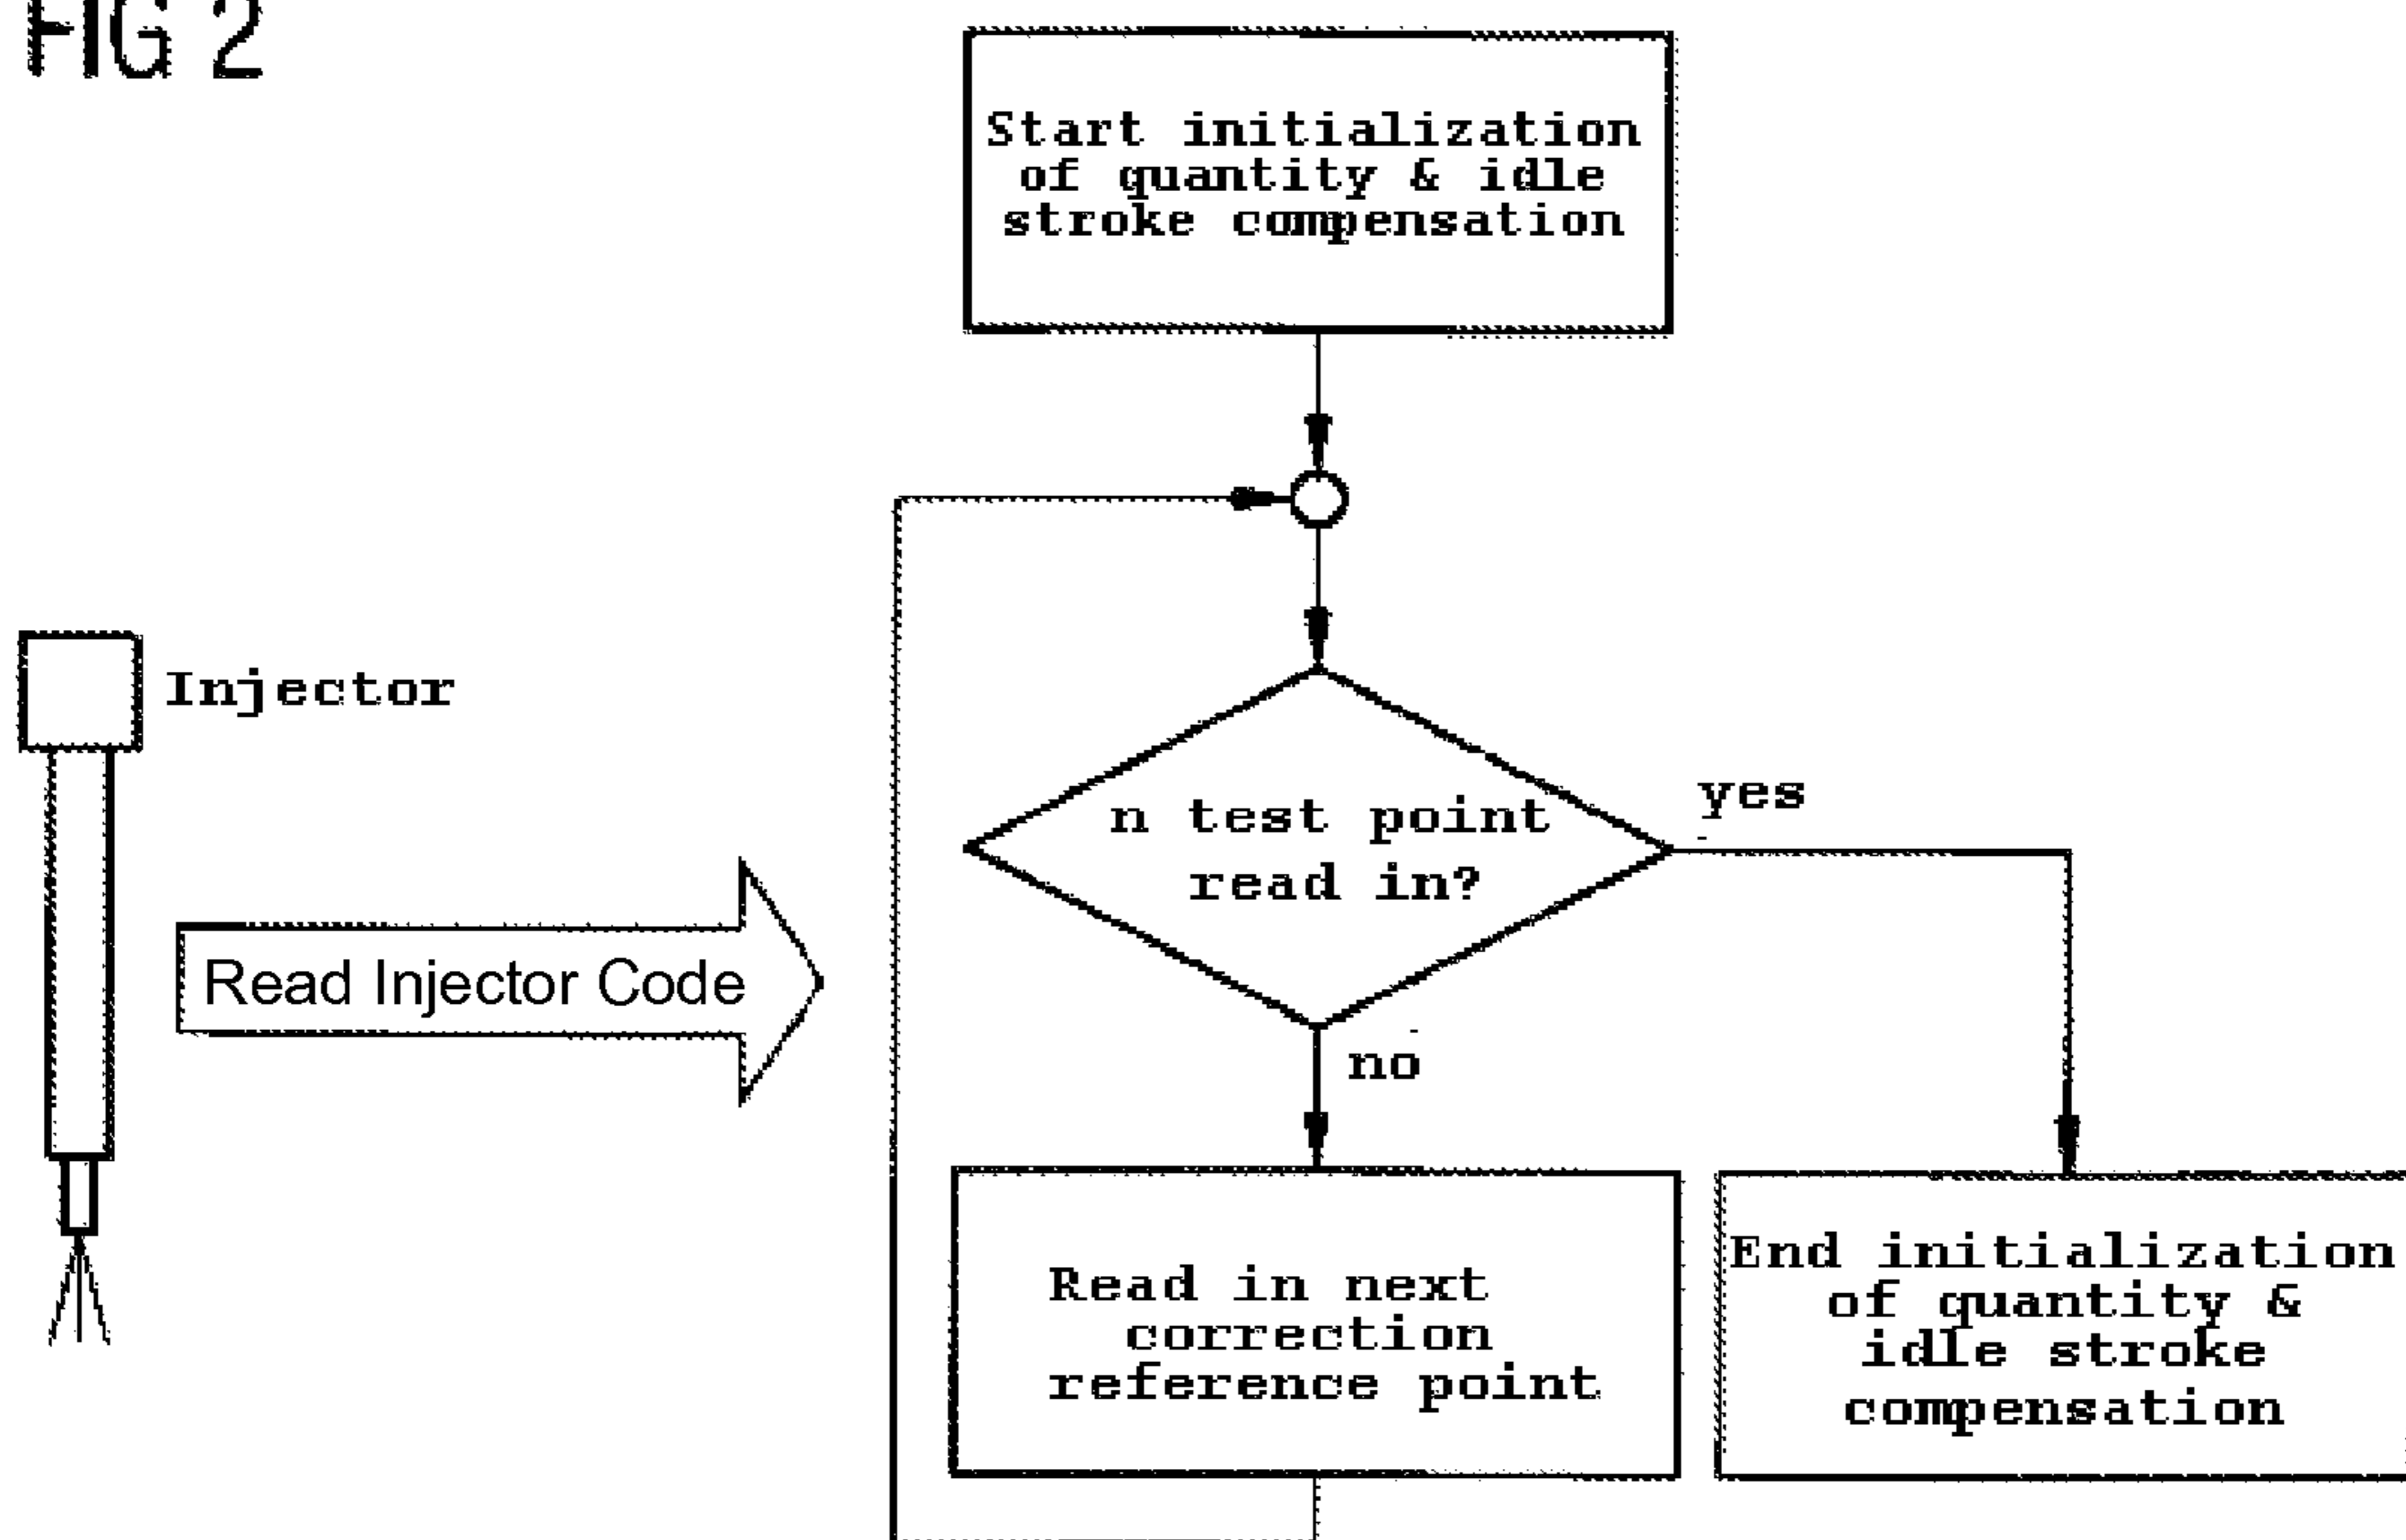 FIG 2
Start initialization
of quantity & idle
stroke compensation
Injector
n test point
read in?
yes
Read Injector Code
no
Read in next
correction
reference point
End initialization
of quantity &
idle stroke
compensation